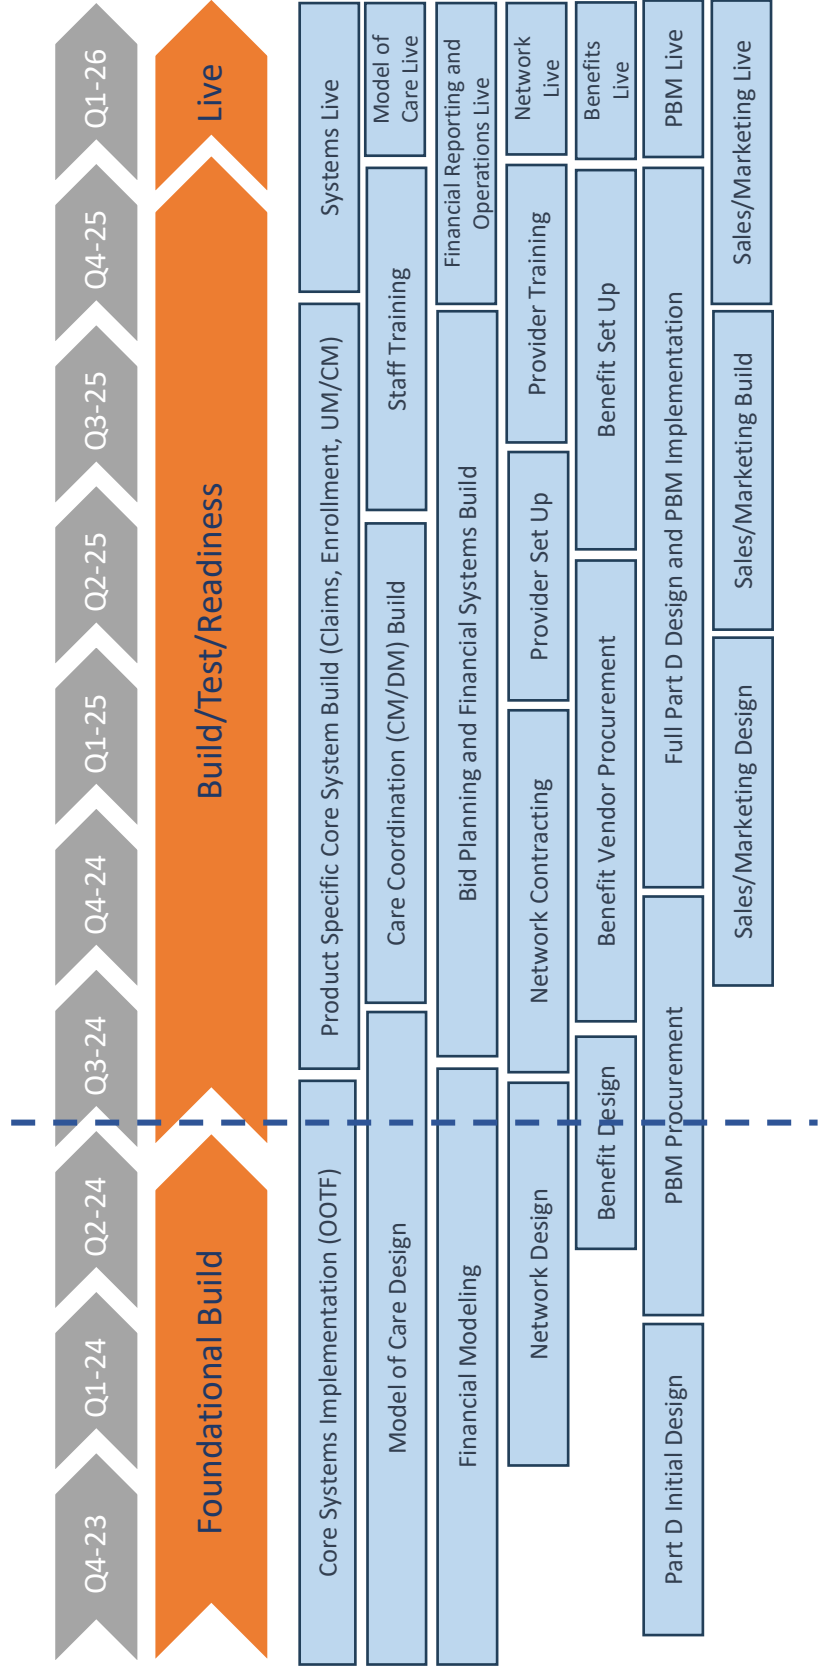 Q4-23
Q1-24
Q2-24
Q3-24
Q4-24
Q1-25
Q2-25
Q3-25
Q4-25
Q1-26
Foundational Build
Build/Test/Readiness
Live
Core Systems Implementation (OOTF)
Product Specific Core System Build (Claims, Enrollment, UM/CM)
Systems Live
Model of Care Design
Care Coordination (CM/DM) Build
Staff Training
Model of
Care Live
Financial Modeling
Bid Planning and Financial Systems Build
Financial Reporting and
Operations Live
Network Design
Network Contracting
Provider Set Up
Provider Training
Network
Live
Benefit Design
Benefit Vendor Procurement
Benefit Set Up
Benefits
Live
Part D Initial Design
PBM Procurement
Full Part D Design and PBM Implementation
PBM Live
Sales/Marketing Design
Sales/Marketing Build
Sales/Marketing Live